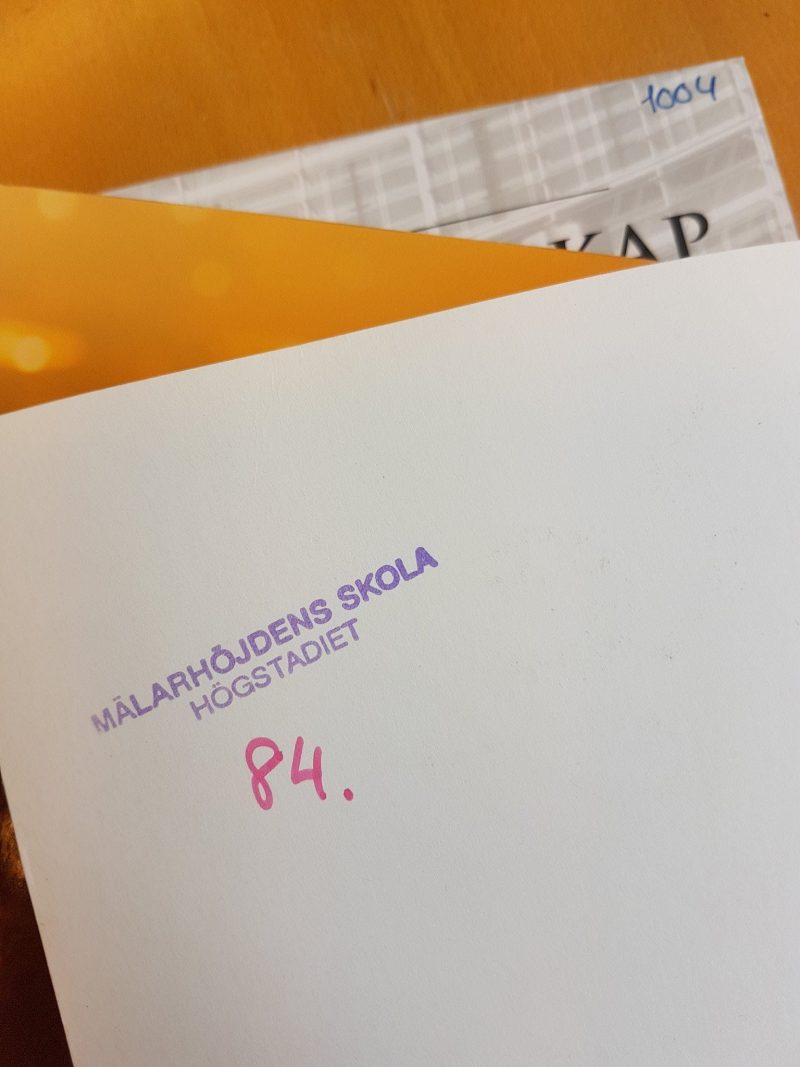 1004
KAP
MÄLARHÖJDENS SKOLA
HÖGSTADIET
84.